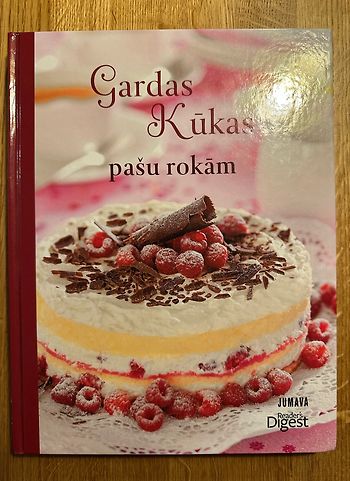 Gardas
Kūkas
pašu rokām
JUMAVA
Reader's
Digest